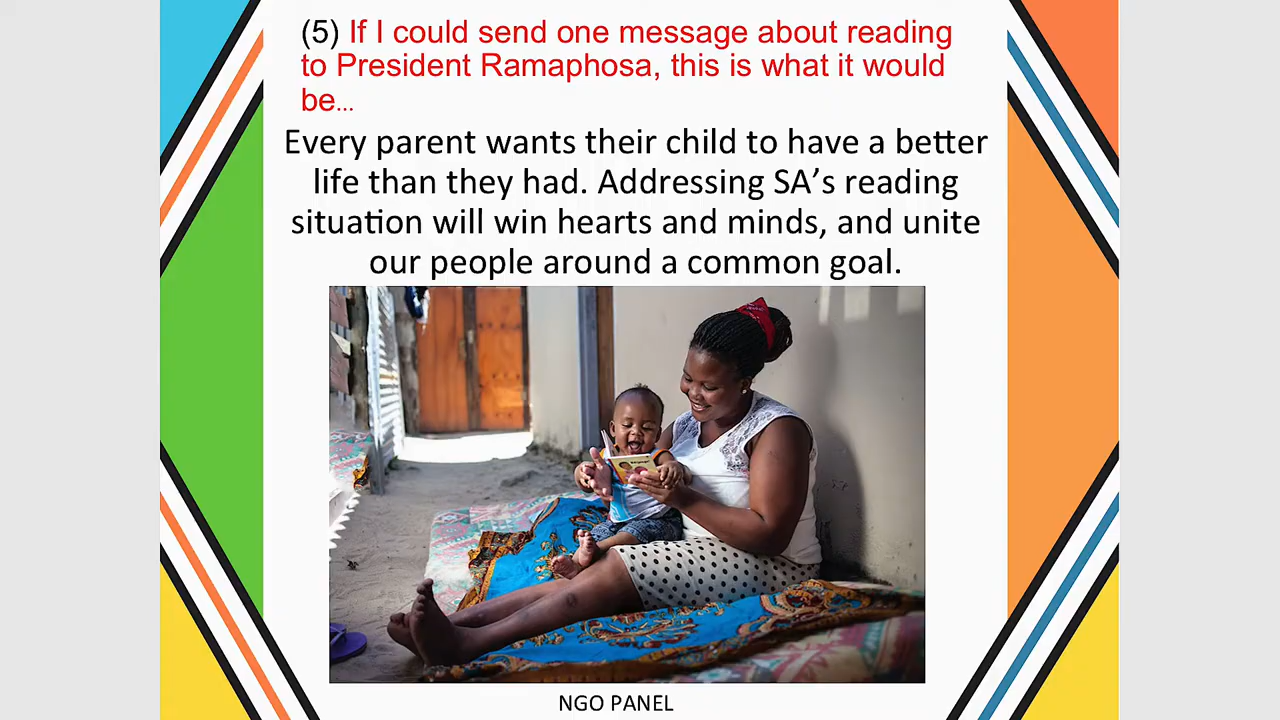 (5) If I could send one message about reading
to President Ramaphosa, this is what it would
be…
Every parent wants their child to have a better
life than they had. Addressing SA’s reading
situation will win hearts and minds, and unite
our people around a common goal.
NGO PANEL